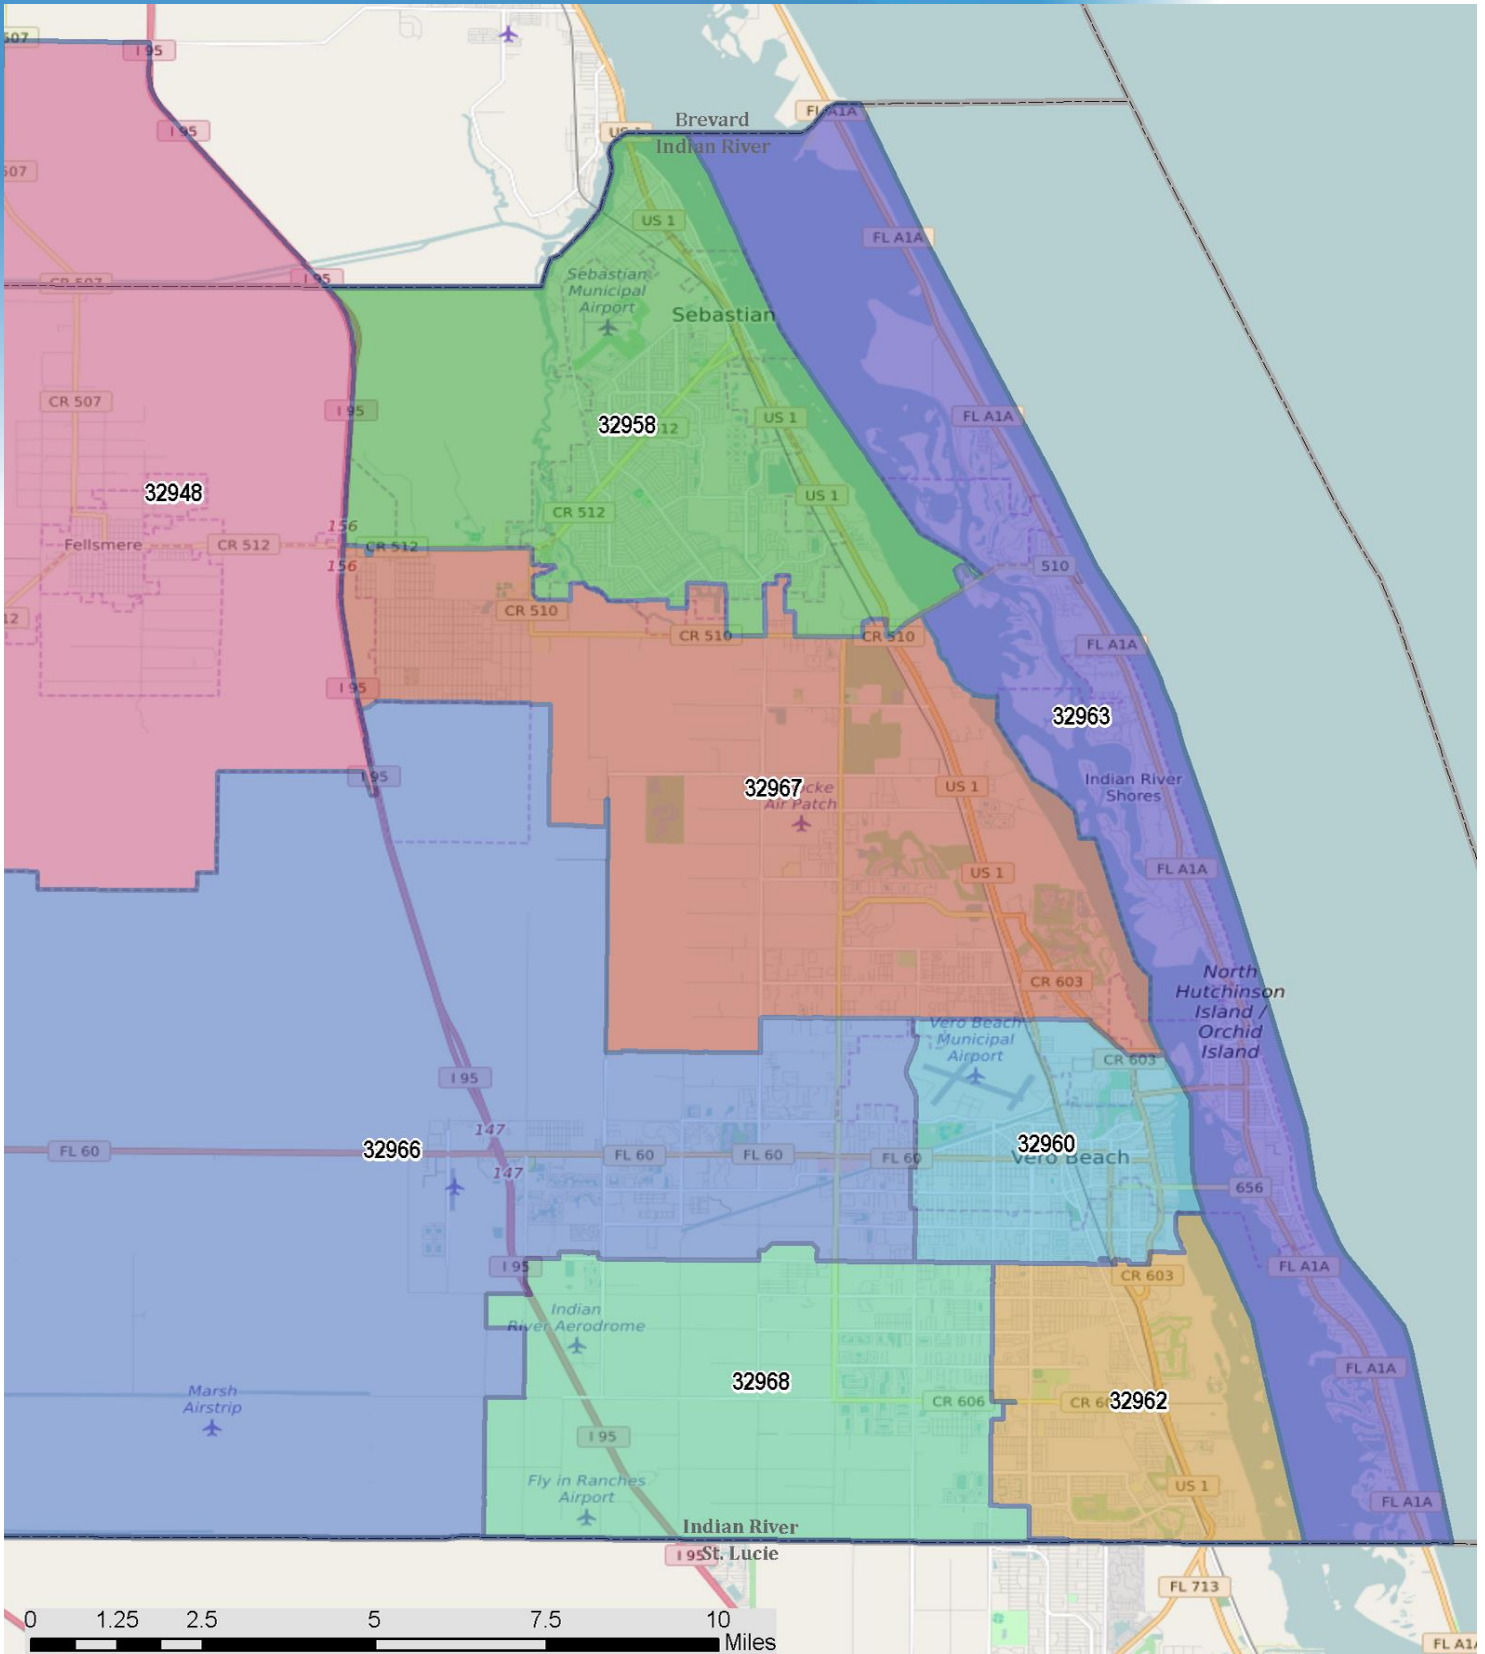 507
I 95
Brevard
FL A1A
US 1
Indian River
I 95
507
US 1
FL A1A
CR 507
I 95
Sebastian
Municipal
Airport
Sebastian
CR 507
I 95
FL A1A
US 1
32958
12
32948
US 1
CR 512
156
Fellsmere
CR 512
CR 512
156
510
12
CR 510
CR 510
CR 510
FL A1A
I 95
32963
I 95
Indian River
Shores
32967
Air Patch
US 1
US 1
FL A1A
CR 603
North
Hutchinson
Island /
Orchid
Island
Vero Beach
Municipal
Airport
CR 603
I 95
147
32966
FL 60
FL 60
FL 60
FL 60
32960
Vero Beach
147
656
I 95
CR 603
FL A1A
Indian
River Aerodrome
32968
FL A1A
Marsh
Airstrip
CR 606
32962
I 95
Fly in Ranches
Airport
US 1
FL A1A
Indian River
I 95
St. Lucie
FL 713
0 1.25 2.5 5 7.5 10
Miles
FL A1A